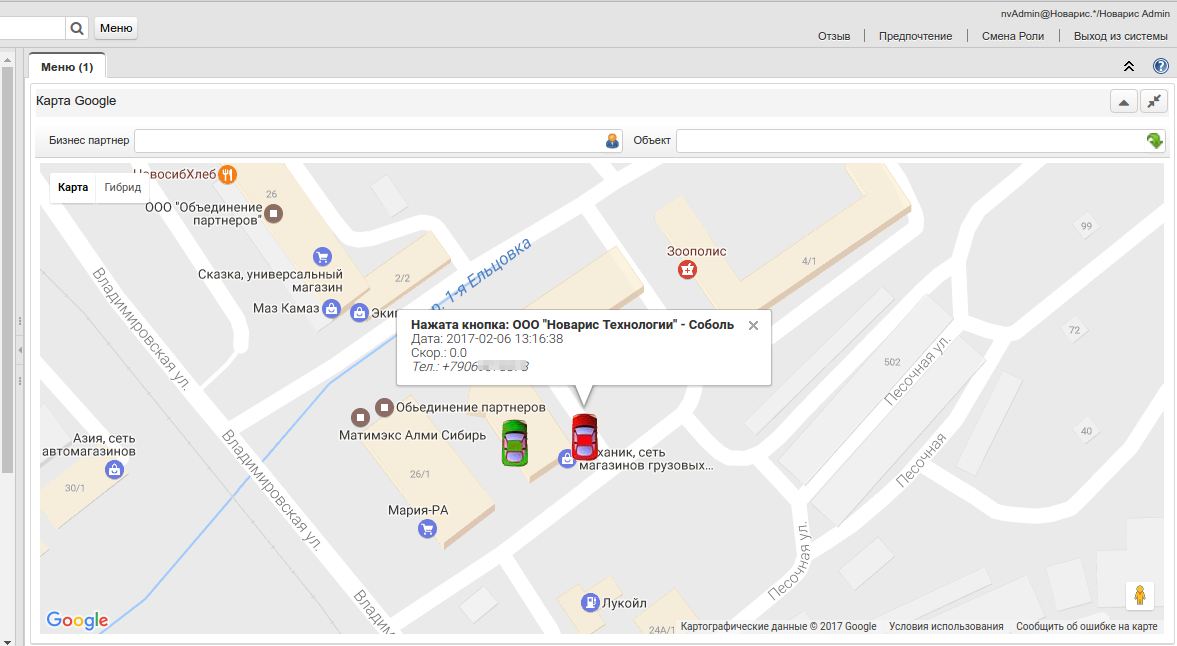 nvAdmin@Новарис.*/Новарис Admin
Меню
Отзыв
Предпочтение
Смена Роли
Выход из системы
Меню (1)
Карта Google
Бизнес партнер
Объект
Карта
Гибрид
НовосибХлеб
26
ООО "Объединение
партнеров"
99
Зоополис
4/1
р. 1-я Ельцовка
Сказка, универсальный
магазин
2/2
Маз Камаз
Экип
Владимировская ул.
72
502
Песочная ул.
Нажата кнопка: ООО "Новарис Технологии" - Соболь
Дата: 2017-02-06 13:16:38
Скор.: 0.0
Тел.: +7906
Обьединение партнеров
Матимэкс Алми Сибирь
Азия, сеть
автомагазинов
30/1
26/1
ханик, сеть
магазинов грузовых...
40
Песочная
Владимировская ул.
Мария-РА
Песочная ул.
Владим
Лукойл
24А/1
Google
Картографические данные © 2017 Google
Условия использования
Сообщить об ошибке на карте